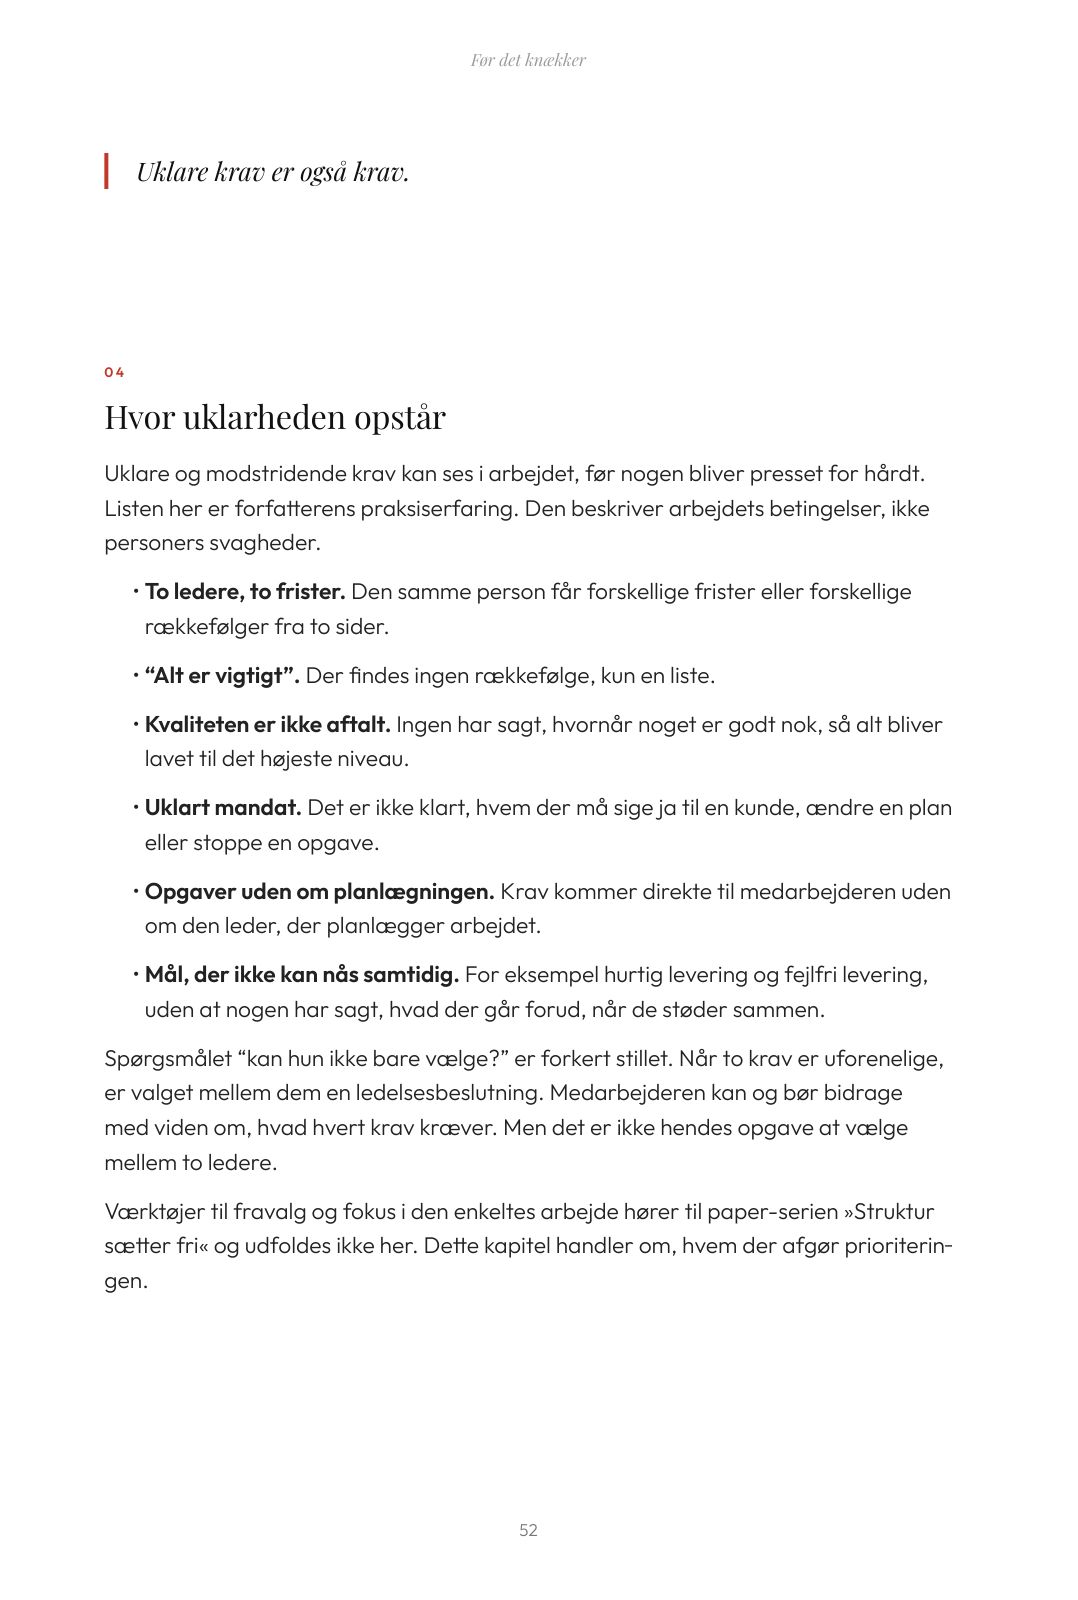 Før det knækker
Uklare krav er også krav.
04
Hvor uklarheden opstår
Uklare og modstridende krav kan ses i arbejdet, før nogen bliver presset for hårdt.
Listen her er forfatterens praksiserfaring. Den beskriver arbejdets betingelser, ikke
personers svagheder.
• To ledere, to frister. Den samme person får forskellige frister eller forskellige
rækkefølger fra to sider.
• “Alt er vigtigt”. Der findes ingen rækkefølge, kun en liste.
• Kvaliteten er ikke aftalt. Ingen har sagt, hvornår noget er godt nok, så alt bliver
lavet til det højeste niveau.
• Uklart mandat. Det er ikke klart, hvem der må sige ja til en kunde, ændre en plan
eller stoppe en opgave.
• Opgaver uden om planlægningen. Krav kommer direkte til medarbejderen uden
om den leder, der planlægger arbejdet.
• Mål, der ikke kan nås samtidig. For eksempel hurtig levering og fejlfri levering,
uden at nogen har sagt, hvad der går forud, når de støder sammen.
Spørgsmålet “kan hun ikke bare vælge?” er forkert stillet. Når to krav er uforenelige,
er valget mellem dem en ledelsesbeslutning. Medarbejderen kan og bør bidrage
med viden om, hvad hvert krav kræver. Men det er ikke hendes opgave at vælge
mellem to ledere.
Værktøjer til fravalg og fokus i den enkeltes arbejde hører til paper-serien »Struktur
sætter fri« og udfoldes ikke her. Dette kapitel handler om, hvem der afgør prioriterin-
gen.
52